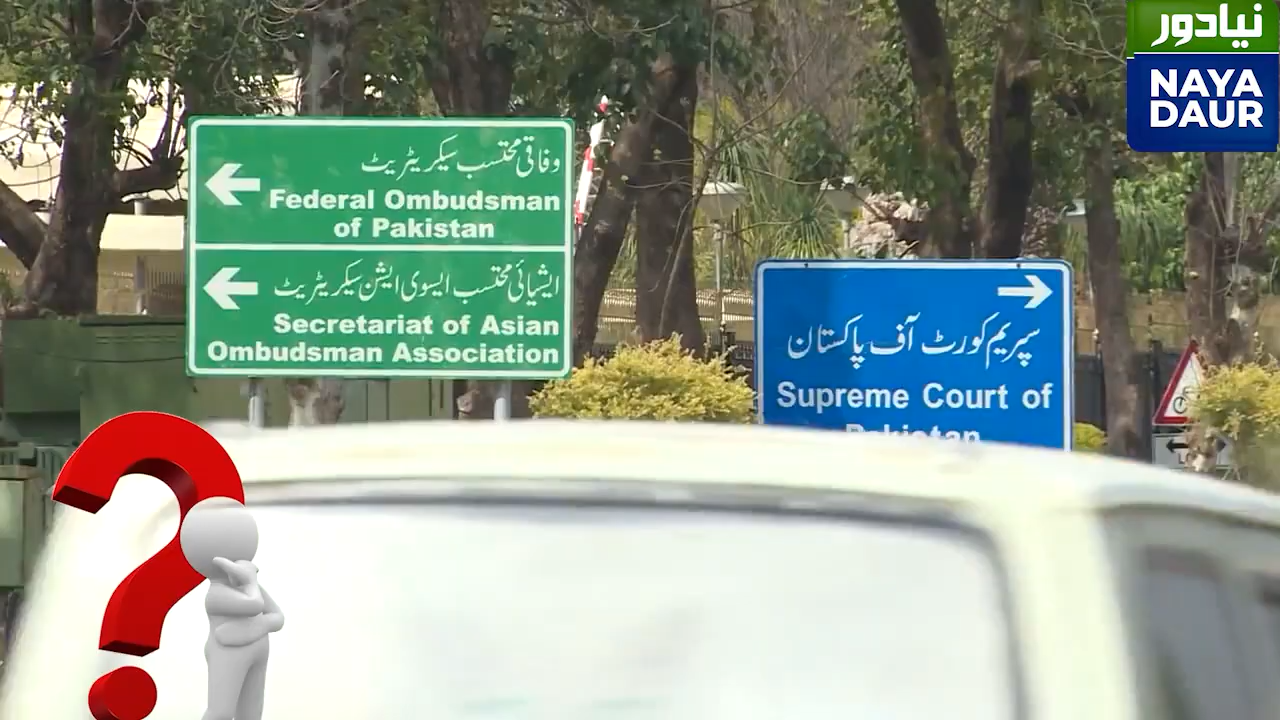 وفاقی محتسب سیکریٹریٹ
Federal Ombudsman
of Pakistan
ایشیائی محتسب ایسوی ایشن سیکریٹریٹ
Secretariat of Asian
Ombudsman Association
سپریم کورٹ آف پاکستان
Supreme Court of
Pakistan
نیادور
NAYA
DAUR